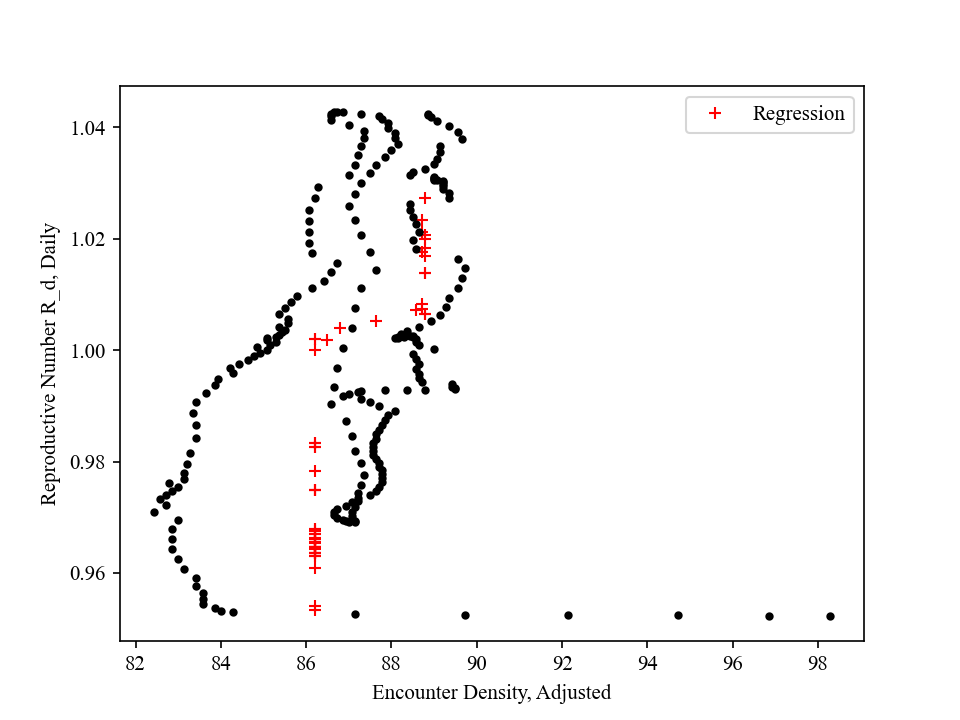 Regression
1.04
1.02
1.00
0.98
0.96
Reproductive Number R_d, Daily
82 84 86 88 90 92 94 96 98
Encounter Density, Adjusted